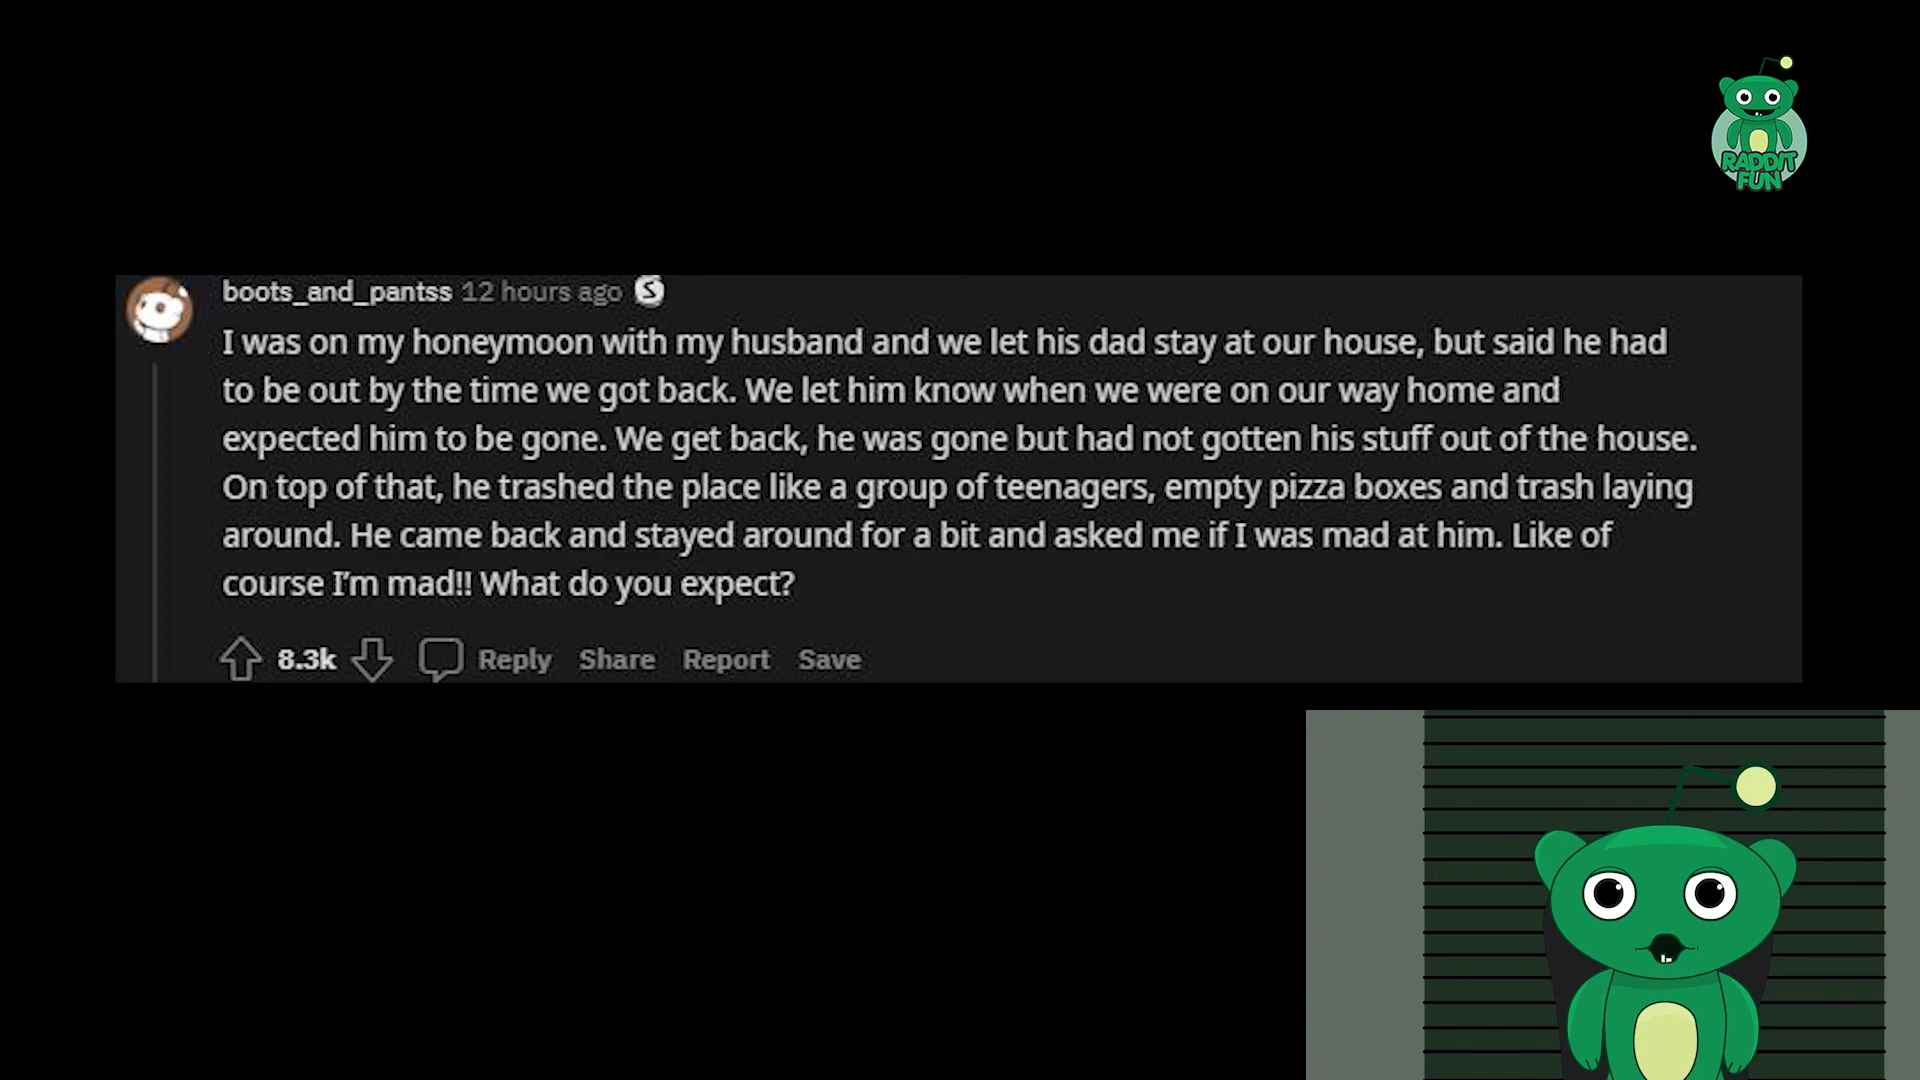 RADDIT
FUN
boots_and_pantss 12 hours ago S
I was on my honeymoon with my husband and we let his dad stay at our house, but said he had
to be out by the time we got back. We let him know when we were on our way home and
expected him to be gone. We get back, he was gone but had not gotten his stuff out of the house.
On top of that, he trashed the place like a group of teenagers, empty pizza boxes and trash laying
around. He came back and stayed around for a bit and asked me if I was mad at him. Like of
course I'm mad!! What do you expect?
8.3k Reply Share Report Save